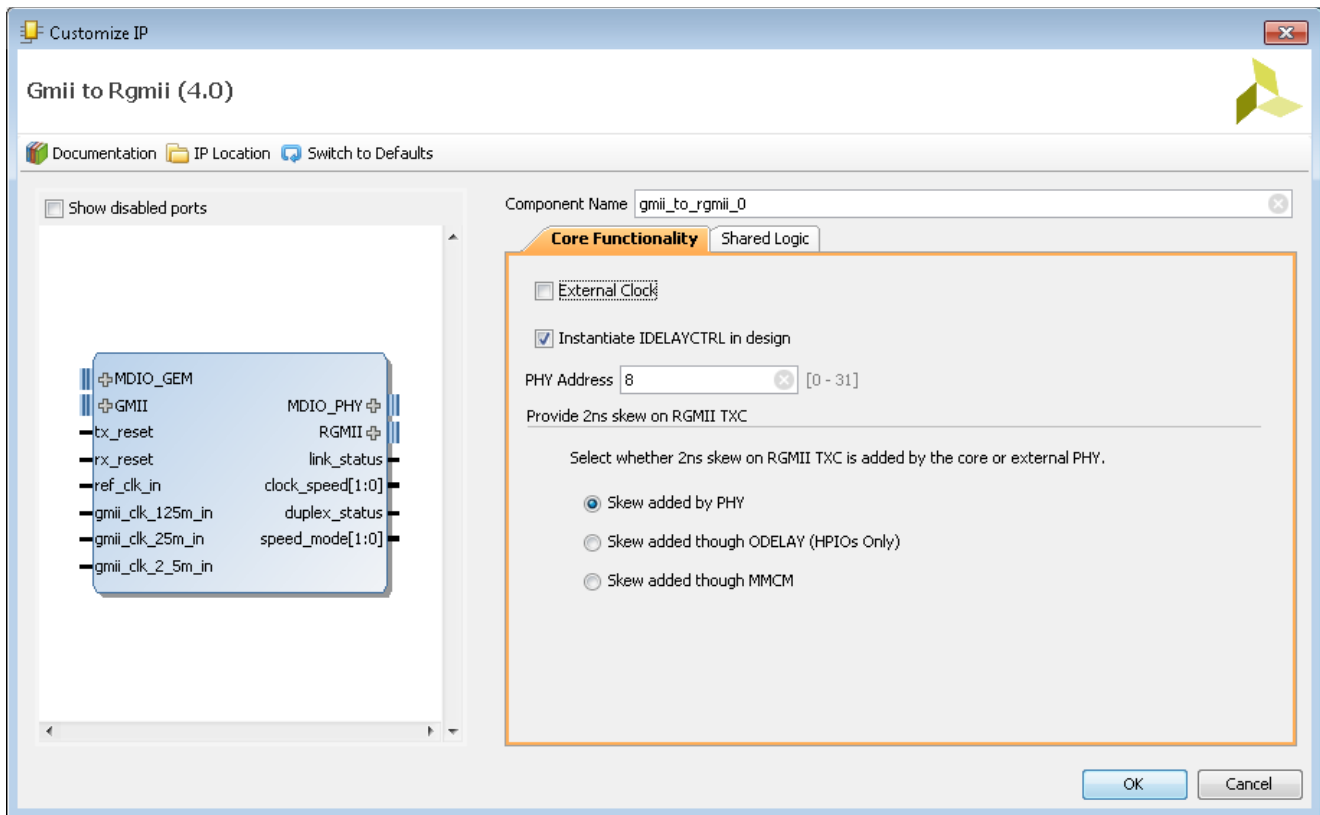 Customize IP
Gmii to Rgmii (4.0)
Documentation IP Location Switch to Defaults
Show disabled ports
MDIO_GEM
GMII
tx_reset
rx_reset
ref_clk_in
gmii_clk_125m_in
gmii_clk_25m_in
gmii_clk_2_5m_in
MDIO_PHY
RGMII
link_status
clock_speed[1:0]
duplex_status
speed_mode[1:0]
Component Name gmii_to_rgmii_0
Core Functionality Shared Logic
External Clock
Instantiate IDELAYCTRL in design
PHY Address 8 [0 - 31]
Provide 2ns skew on RGMII TXC
Select whether 2ns skew on RGMII TXC is added by the core or external PHY.
Skew added by PHY
Skew added though ODELAY (HPIOs Only)
Skew added though MMCM
OK Cancel